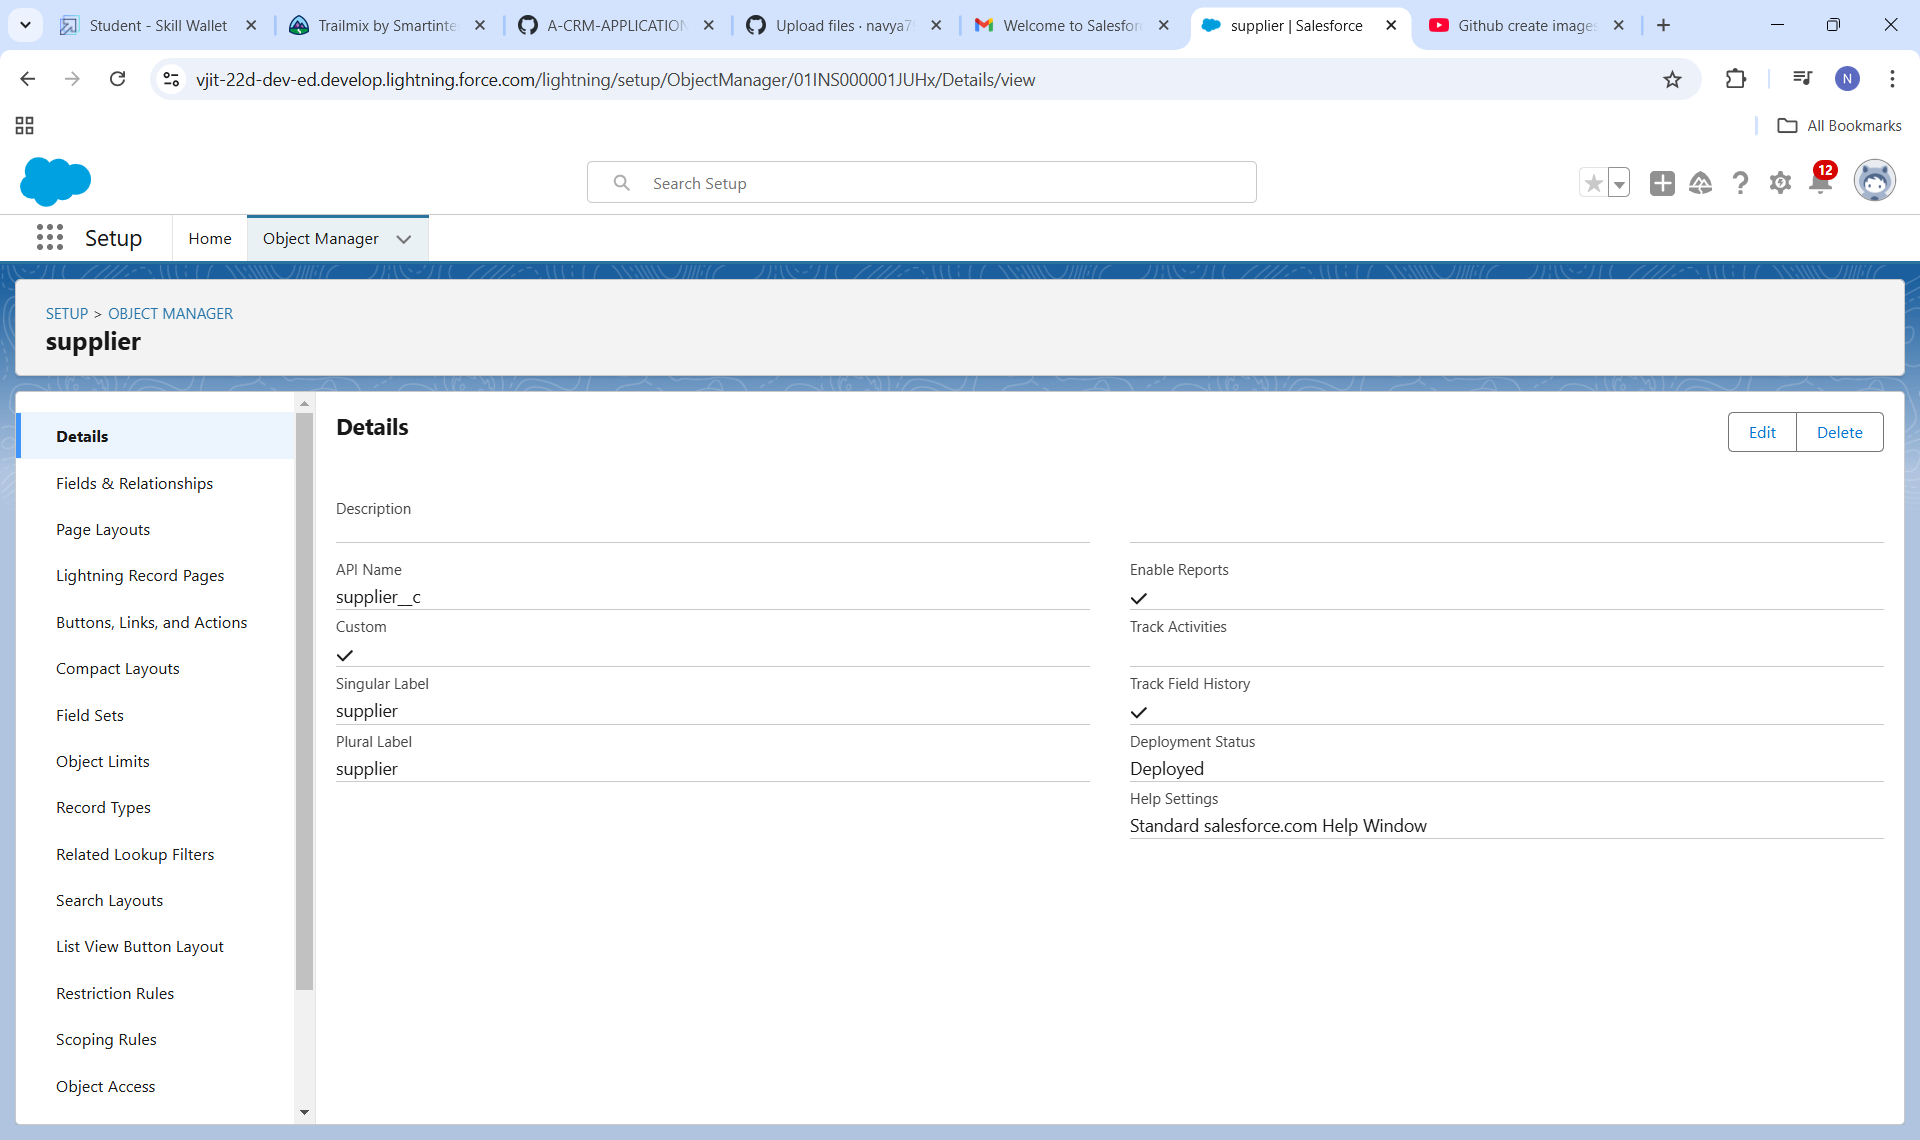 Student - Skill Wallet
Trailmix by Smartinte
A-CRM-APPLICATION
Upload files · navya7
Welcome to Salesfor
supplier | Salesforce
Github create images
vjit-22d-dev-ed.develop.lightning.force.com/lightning/setup/ObjectManager/01INS000001JUHx/Details/view
N
All Bookmarks
Search Setup
12
Setup
Home
Object Manager
SETUP > OBJECT MANAGER
supplier
Details
Fields & Relationships
Page Layouts
Lightning Record Pages
Buttons, Links, and Actions
Compact Layouts
Field Sets
Object Limits
Record Types
Related Lookup Filters
Search Layouts
List View Button Layout
Restriction Rules
Scoping Rules
Object Access
Details
Edit
Delete
Description
API Name
supplier__c
Custom
Singular Label
supplier
Plural Label
supplier
Enable Reports
Track Activities
Track Field History
Deployment Status
Deployed
Help Settings
Standard salesforce.com Help Window